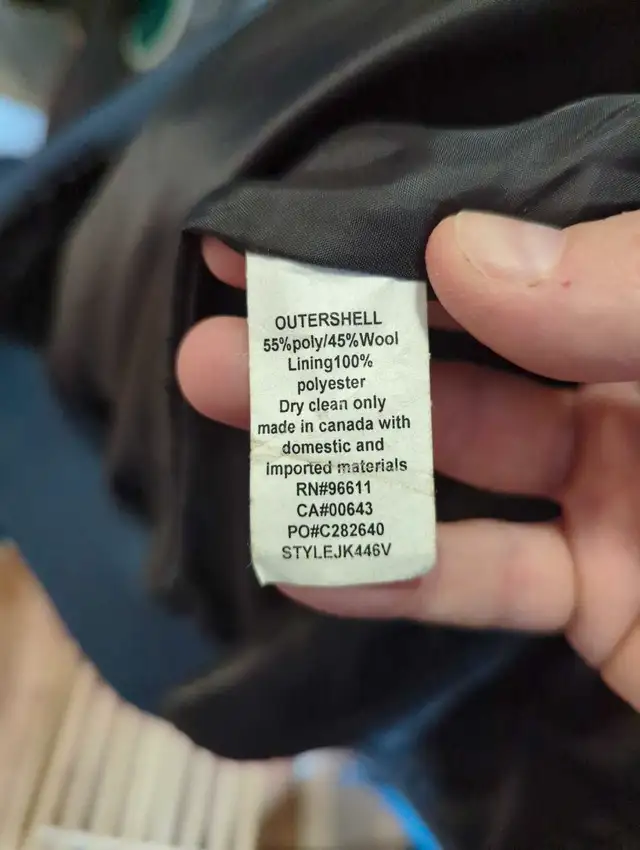 OUTERSHELL
55%poly/45%Wool
Lining100%
polyester
Dry clean only
made in canada with
domestic and
imported materials
RN#96611
CA#00643
PO#C282640
STYLEJK446V